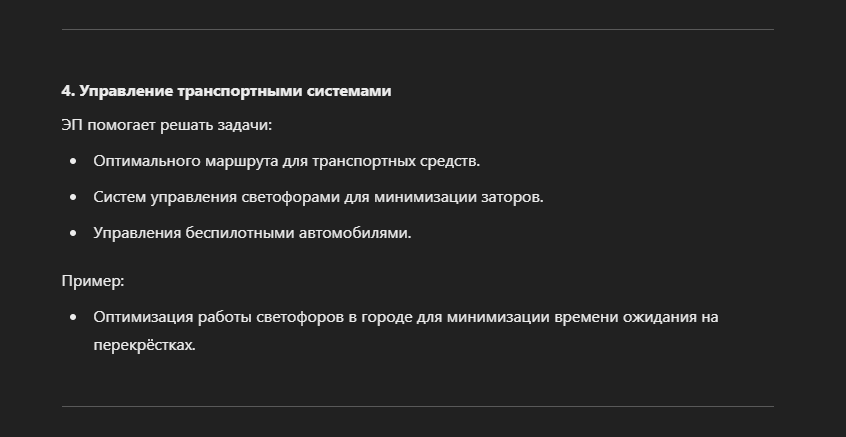 4. Управление транспортными системами
ЭП помогает решать задачи:
• Оптимального маршрута для транспортных средств.
• Систем управления светофорами для минимизации заторов.
• Управления беспилотными автомобилями.
Пример:
• Оптимизация работы светофоров в городе для минимизации времени ожидания на
перекрёстках.